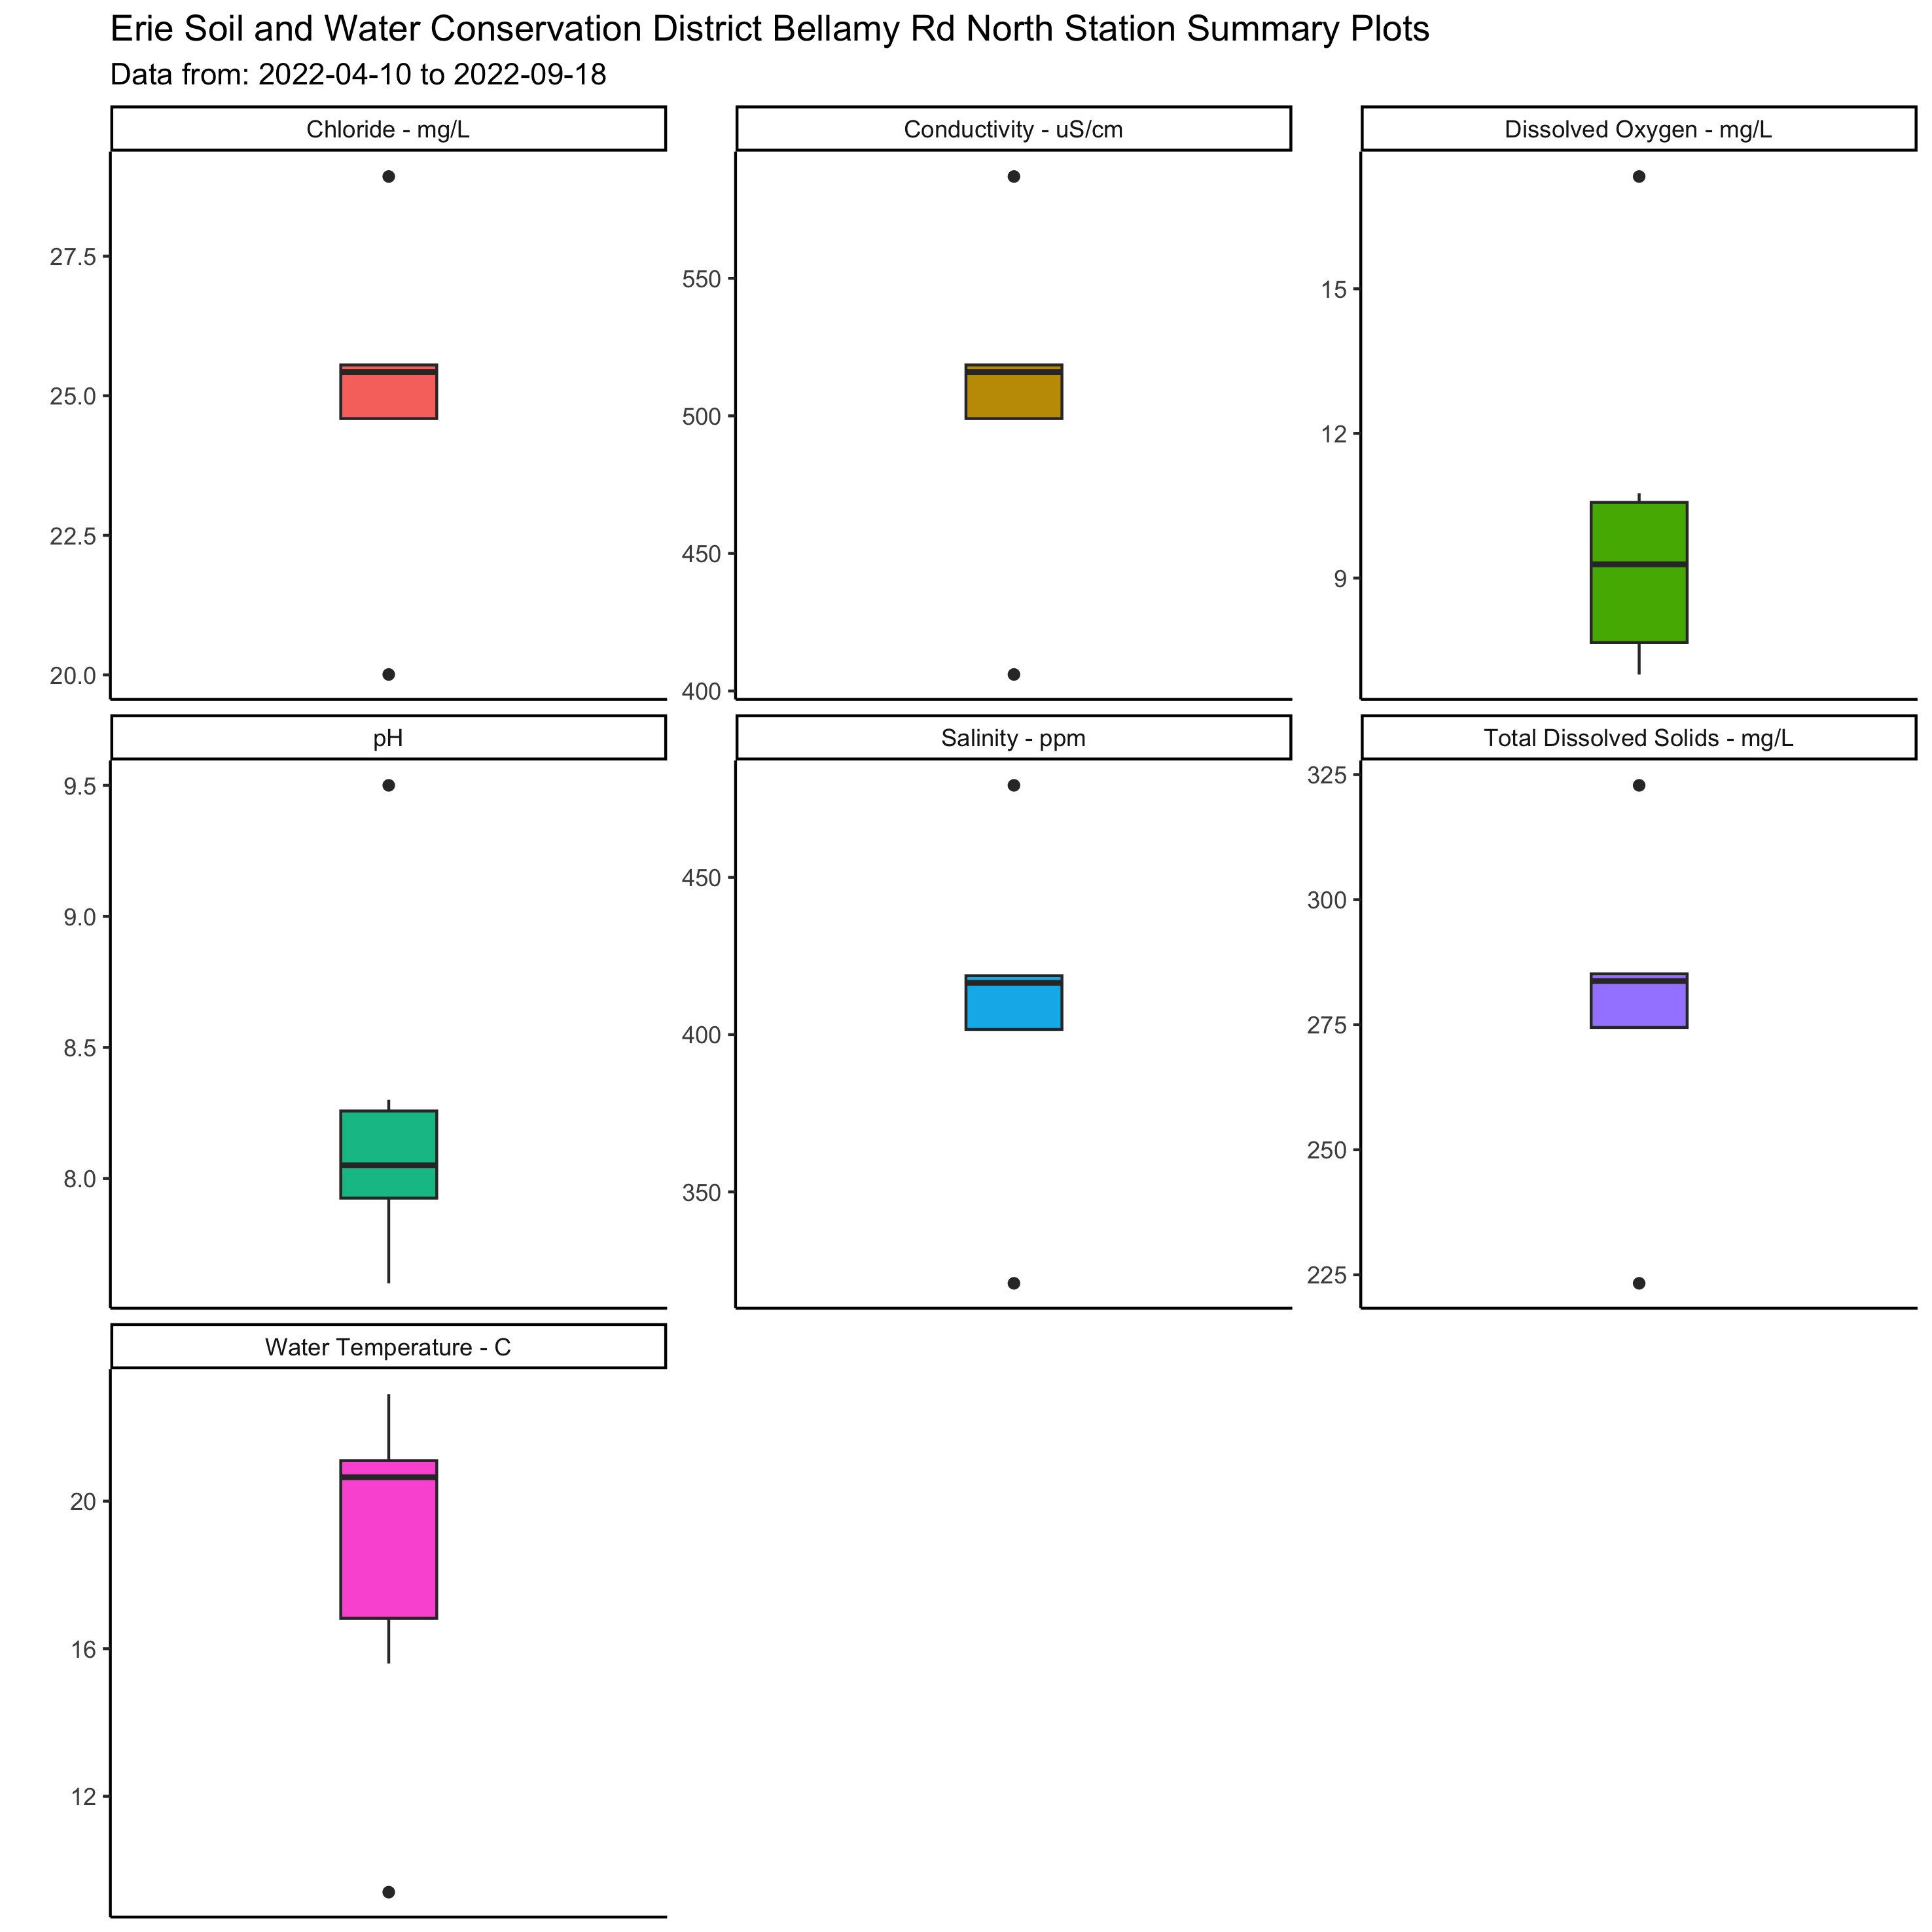 Erie Soil and Water Conservation District Bellamy Rd North Station Summary Plots
Data from: 2022-04-10 to 2022-09-18
Chloride - mg/L
27.5
25.0
22.5
20.0
Conductivity - uS/cm
550
500
450
400
Dissolved Oxygen - mg/L
15
12
9
pH
9.5
9.0
8.5
8.0
Salinity - ppm
450
400
350
Total Dissolved Solids - mg/L
325
300
275
250
225
Water Temperature - C
20
16
12